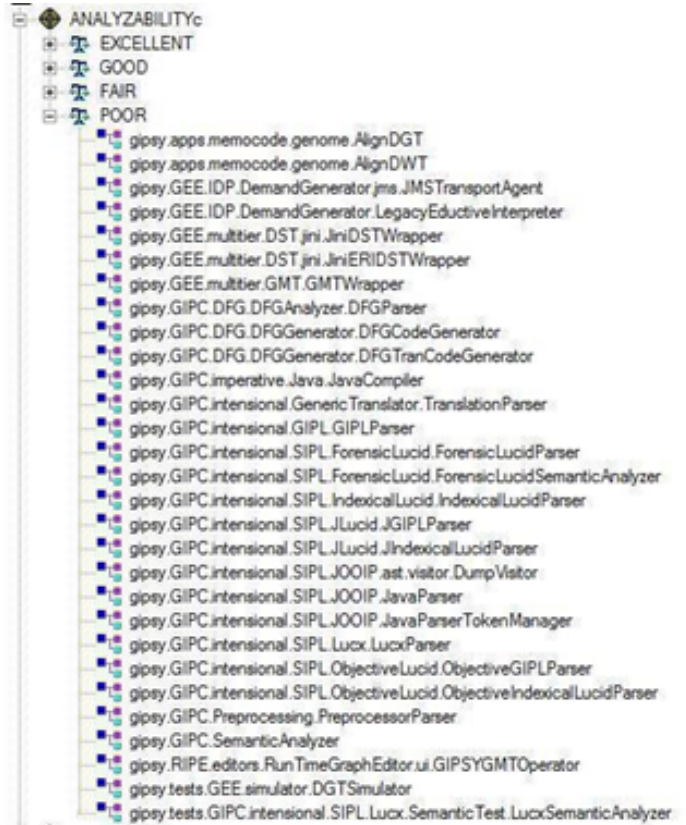 ANALYZABILITYc
EXCELLENT
GOOD
FAIR
POOR
gipsy.apps.memocode.genome.AlignDGT
gipsy.apps.memocode.genome.AlignDWT
gipsy.GEE.IDP.DemandGenerator.jms.JMSTransportAgent
gipsy.GEE.IDP.DemandGenerator.LegacyEductiveInterpreter
gipsy.GEE.multitier.DST.jini.JiniDSTWrapper
gipsy.GEE.multitier.DST.jini.JiniERIDSTWrapper
gipsy.GEE.multitier.GMT.GMTWrapper
gipsy.GIPC.DFG.DFGAnalyzer.DFGParser
gipsy.GIPC.DFG.DFGGenerator.DFGCodeGenerator
gipsy.GIPC.DFG.DFGGenerator.DFGTranCodeGenerator
gipsy.GIPC.imperative.Java.JavaCompiler
gipsy.GIPC.intensional.GenericTranslator.TranslationParser
gipsy.GIPC.intensional.GIPL.GIPLParser
gipsy.GIPC.intensional.SIPL.ForensicLucid.ForensicLucidParser
gipsy.GIPC.intensional.SIPL.ForensicLucid.ForensicLucidSemanticAnalyzer
gipsy.GIPC.intensional.SIPL.IndexicalLucid.IndexicalLucidParser
gipsy.GIPC.intensional.SIPL.JLucid.JGIPLParser
gipsy.GIPC.intensional.SIPL.JLucid.JIndexicalLucidParser
gipsy.GIPC.intensional.SIPL.JOOIP.ast.visitor.DumpVisitor
gipsy.GIPC.intensional.SIPL.JOOIP.JavaParser
gipsy.GIPC.intensional.SIPL.JOOIP.JavaParserTokenManager
gipsy.GIPC.intensional.SIPL.Lucx.LucxParser
gipsy.GIPC.intensional.SIPL.ObjectiveLucid.ObjectiveGIPLParser
gipsy.GIPC.intensional.SIPL.ObjectiveLucid.ObjectiveIndexicalLucidParser
gipsy.GIPC.Preprocessing.PreprocessorParser
gipsy.GIPC.SemanticAnalyzer
gipsy.RIPE.editors.RunTimeGraphEditor.ui.GIPSYGMTOperator
gipsy.tests.GEE.simulator.DGTSimulator
gipsy.tests.GIPC.intensional.SIPL.Lucx.SemanticTest.LucxSemanticAnalyzer